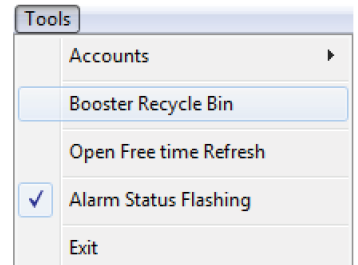 Tools
Accounts
Booster Recycle Bin
Open Free time Refresh
Alarm Status Flashing
Exit